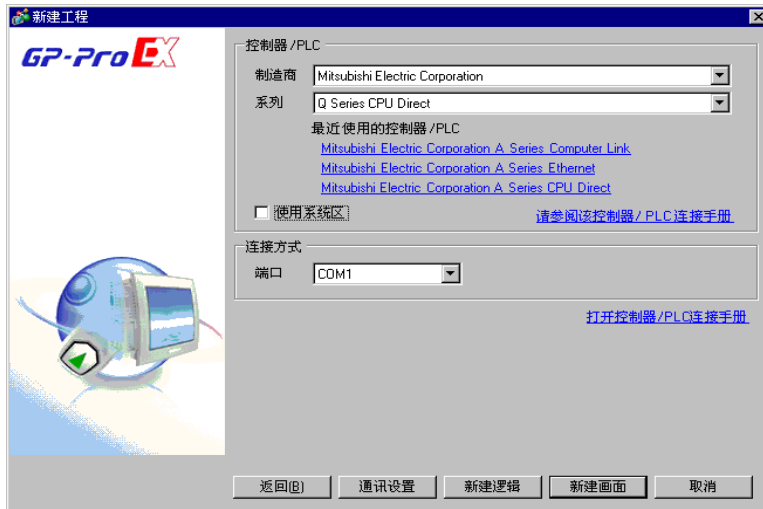 新建工程
GP-Pro EX
控制器/PLC
制造商 Mitsubishi Electric Corporation
系列 Q Series CPU Direct
最近使用的控制器/PLC
Mitsubishi Electric Corporation A Series Computer Link
Mitsubishi Electric Corporation A Series Ethernet
Mitsubishi Electric Corporation A Series CPU Direct
使用系统区 请参阅该控制器/ PLC连接手册
连接方式
端口 COM1
打开控制器/PLC连接手册
返回(B) 通讯设置 新建逻辑 新建画面 取消